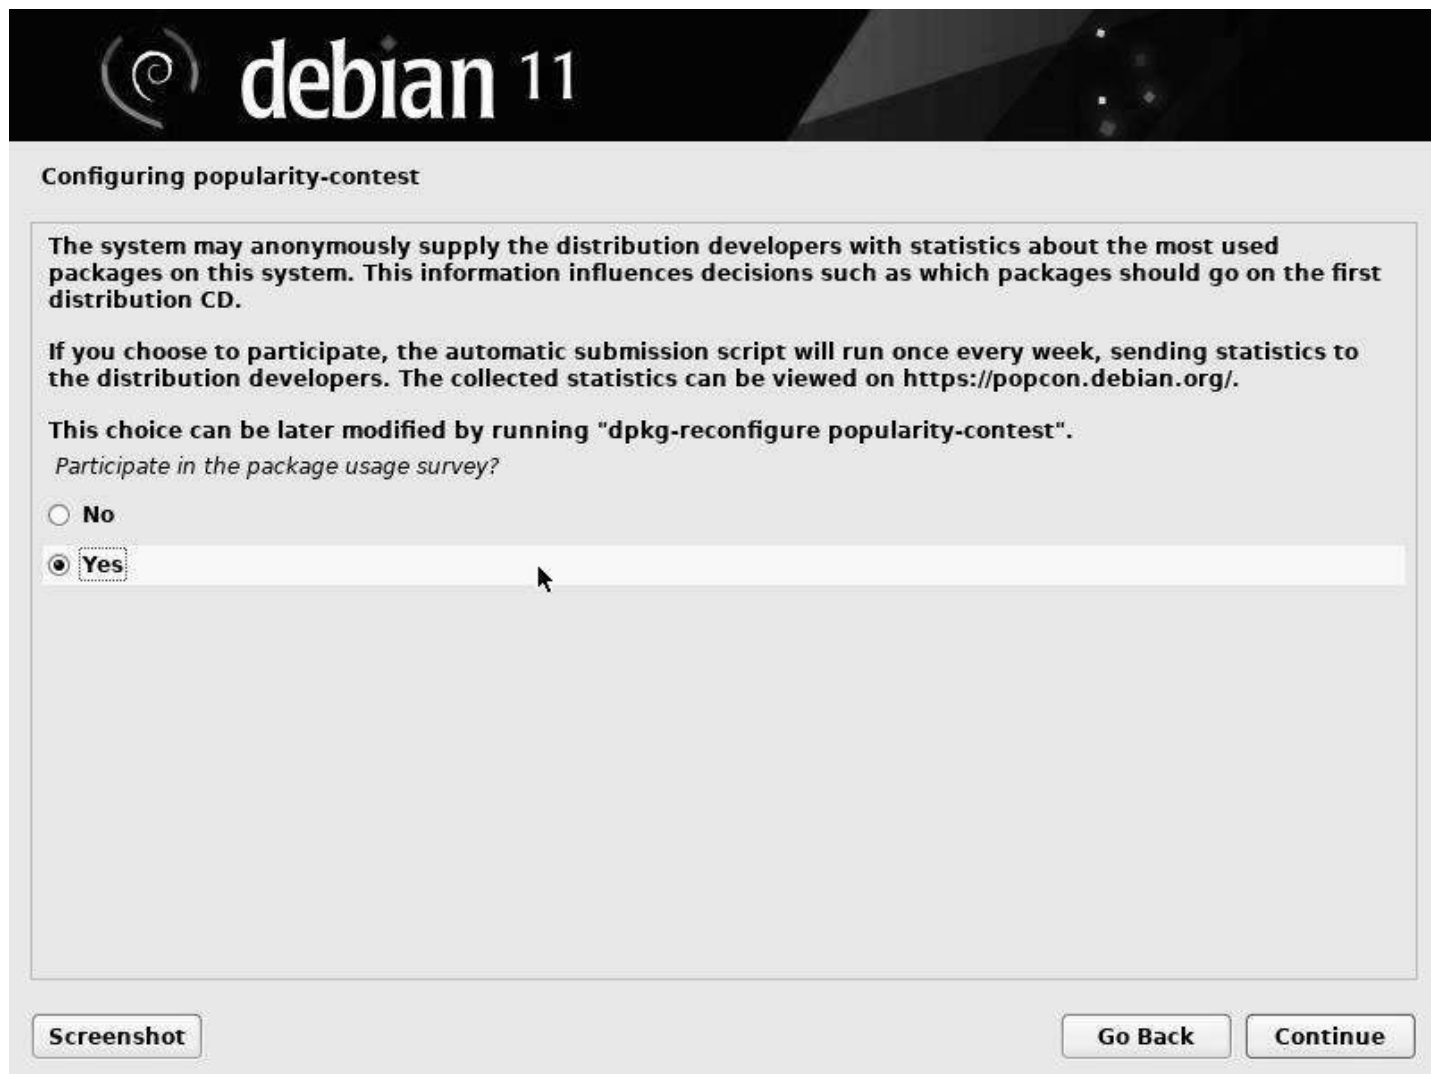 debian 11
Configuring popularity-contest
The system may anonymously supply the distribution developers with statistics about the most used
packages on this system. This information influences decisions such as which packages should go on the first
distribution CD.
If you choose to participate, the automatic submission script will run once every week, sending statistics to
the distribution developers. The collected statistics can be viewed on https://popcon.debian.org/.
This choice can be later modified by running "dpkg-reconfigure popularity-contest".
Participate in the package usage survey?
No
Yes
Screenshot
Go Back
Continue